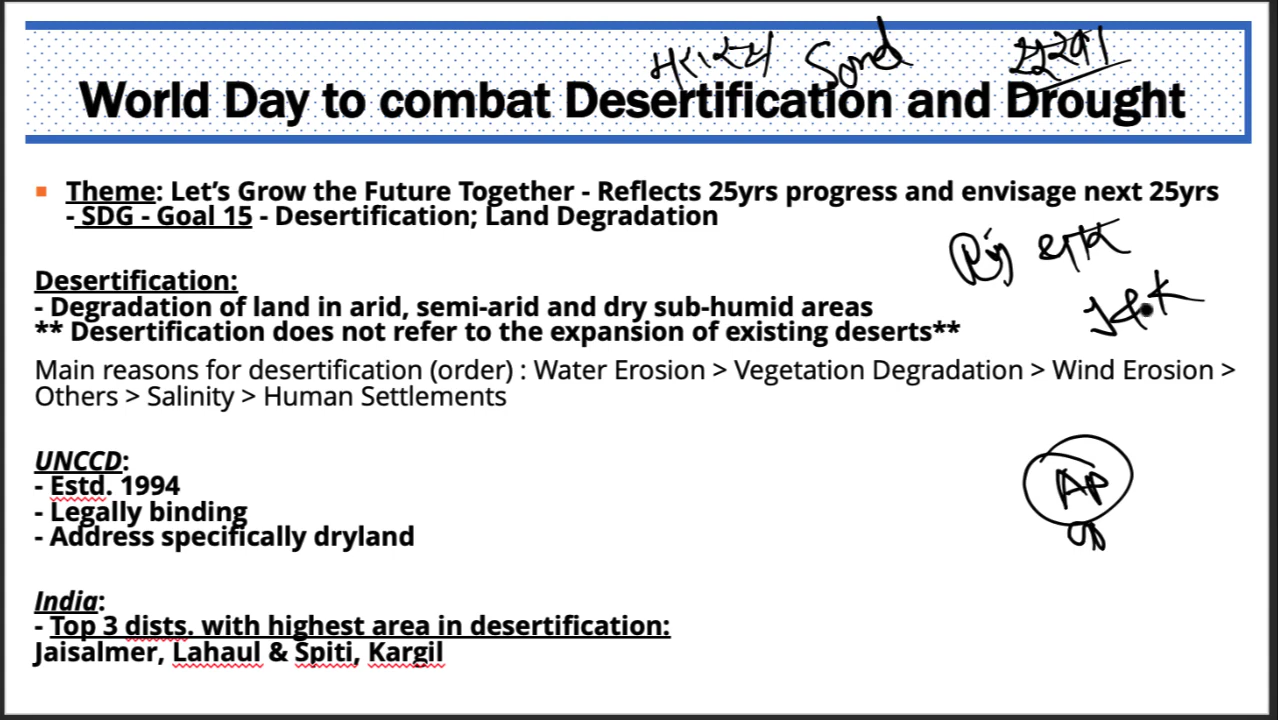 Sond
World Day to combat Desertification and Drought
Theme: Let's Grow the Future Together - Reflects 25yrs progress and envisage next 25yrs
- SDG - Goal 15 - Desertification; Land Degradation
Desertification:
J&K
- Degradation of land in arid, semi-arid and dry sub-humid areas
** Desertification does not refer to the expansion of existing deserts**
Main reasons for desertification (order) : Water Erosion > Vegetation Degradation > Wind Erosion >
Others > Salinity > Human Settlements
UNCCD:
- Estd. 1994
AP
- Legally binding
- Address specifically dryland
India:
- Top 3 dists. with highest area in desertification:
Jaisalmer, Lahaul & Spiti, Kargil